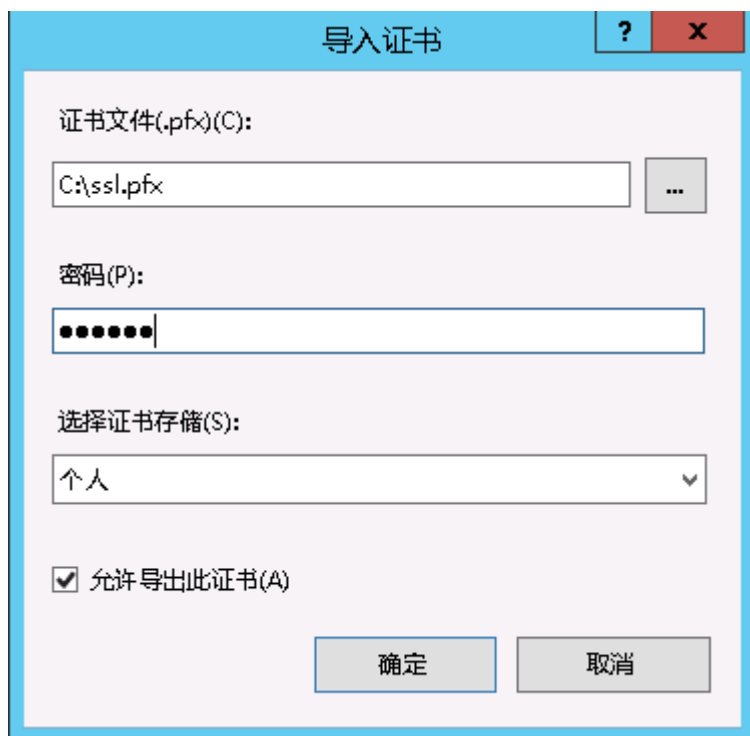 导入证书
?
x
证书文件(.pfx)(C):
C:\ssl.pfx
...
密码(P):
●●●●●●
选择证书存储(S):
个人
允许导出此证书(A)
确定
取消